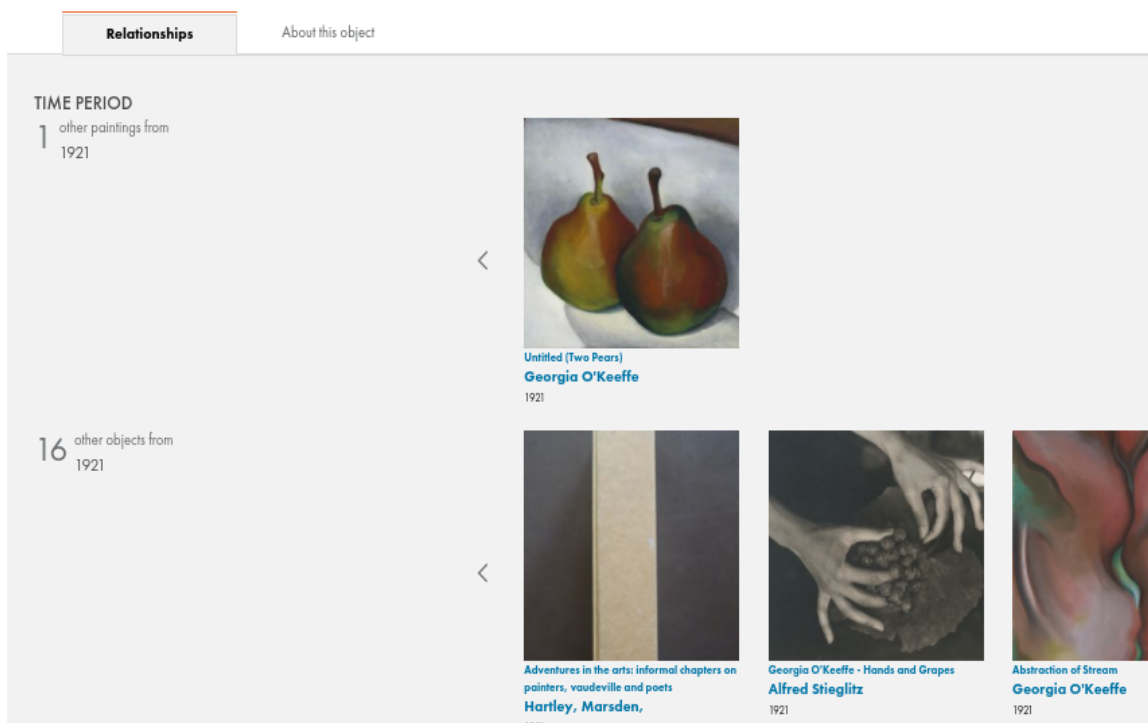 Relationships
About this object
TIME PERIOD
1 other paintings from
1921
Untitled (Two Pears)
Georgia O'Keeffe
1921
16 other objects from
1921
Adventures in the arts: informal chapters on
painters, vaudeville and poets
Hartley, Marsden,
Georgia O'Keeffe - Hands and Grapes
Alfred Stieglitz
1921
Abstraction of Stream
Georgia O'Keeffe
1921